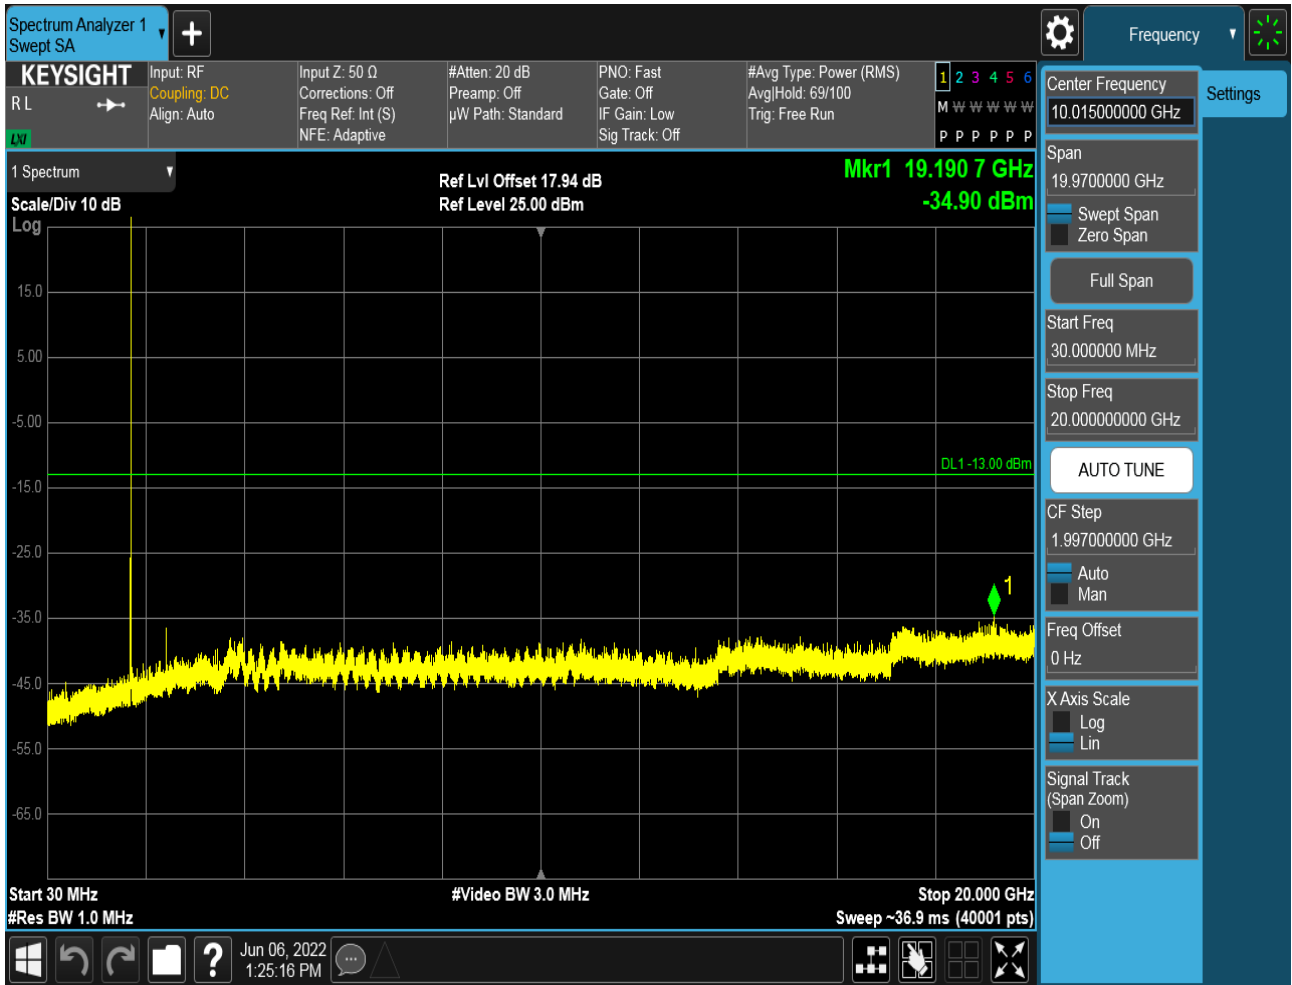 Spectrum Analyzer 1
Swept SA
Frequency
KEYSIGHT
R L
LXI
Input: RF
Coupling: DC
Align: Auto
Input Z: 50 Ω
Corrections: Off
Freq Ref: Int (S)
NFE: Adaptive
#Atten: 20 dB
Preamp: Off
µW Path: Standard
PNO: Fast
Gate: Off
IF Gain: Low
Sig Track: Off
#Avg Type: Power (RMS)
Avg|Hold: 69/100
Trig: Free Run
1 2 3 4 5 6
M W W W W W
P P P P P P
1 Spectrum
Scale/Div 10 dB
Log
Ref Lvl Offset 17.94 dB
Ref Level 25.00 dBm
Mkr1 19.190 7 GHz
-34.90 dBm
15.0
5.00
-5.00
-15.0
-25.0
-35.0
-45.0
-55.0
-65.0
DL1 -13.00 dBm
1
Start 30 MHz
#Res BW 1.0 MHz
#Video BW 3.0 MHz
Stop 20.000 GHz
Sweep ~36.9 ms (40001 pts)
Center Frequency
10.015000000 GHz
Span
19.9700000 GHz
Swept Span
Zero Span
Full Span
Start Freq
30.000000 MHz
Stop Freq
20.000000000 GHz
AUTO TUNE
CF Step
1.997000000 GHz
Auto
Man
Freq Offset
0 Hz
X Axis Scale
Log
Lin
Signal Track
(Span Zoom)
On
Off
Settings
?
Jun 06, 2022
1:25:16 PM